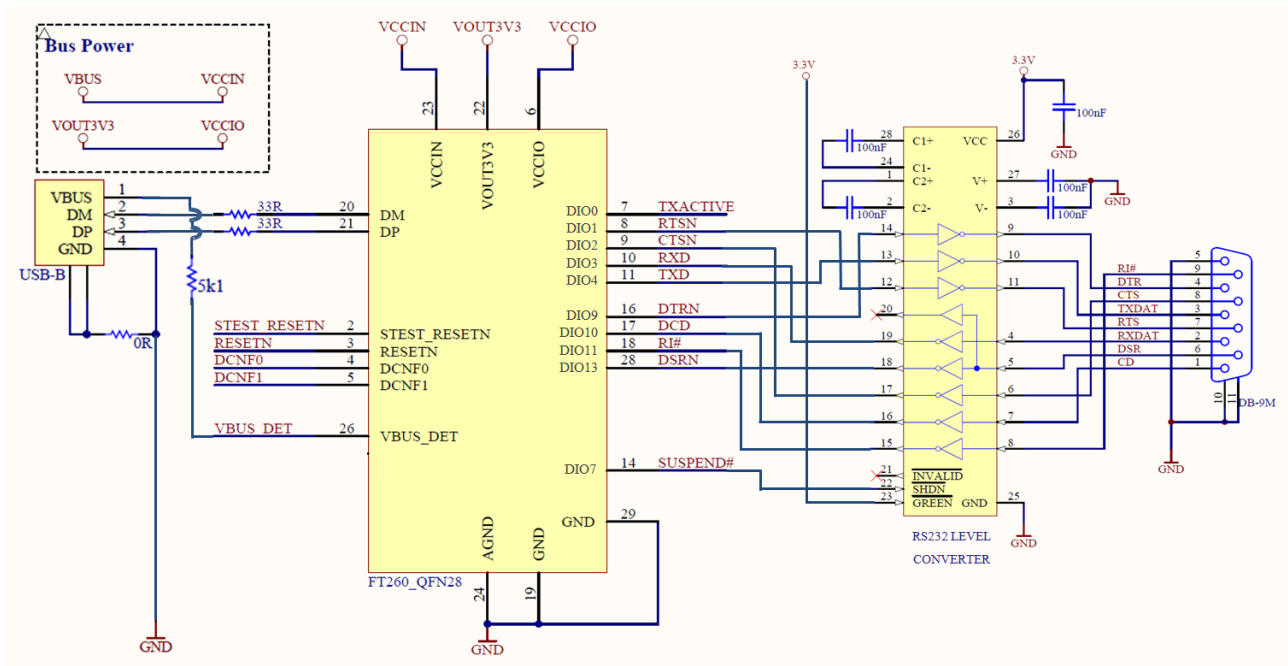 Bus Power
VBUS
VCCIN
VOUT3V3
VCCIO
VCCIN
VOUT3V3
VCCIO
23
22
6
VCCIN
VOUT3V3
VCCIO
VBUS
DM
DP
GND
1
2
3
4
USB-B
33R
33R
5k1
0R
GND
20
21
DM
DP
STEST_RESETN
2
STEST_RESETN
RESETN
3
RESETN
DCNF0
4
DCNF0
DCNF1
5
DCNF1
VBUS_DET
26
VBUS_DET
DIO0
7
TXACTIVE
DIO1
8
RTSN
DIO2
9
CTSN
DIO3
10
RXD
DIO4
11
TXD
DIO9
16
DTRN
DIO10
17
DCD
DIO11
18
RI#
DIO13
28
DSRN
DIO7
14
SUSPEND#
GND
29
AGND
GND
24
19
FT260_QFN28
GND
3.3V
3.3V
100nF
GND
28
C1+
VCC
26
100nF
24
C1-
1
C2+
V+
27
100nF
GND
2
C2-
V-
3
100nF
100nF
14
9
13
10
12
11
20
19
4
18
5
17
6
16
7
15
8
21
INVALID
22
SHDN
23
GREEN
GND
25
GND
RS232 LEVEL
CONVERTER
5
RI#
9
DTR
4
CTS
8
TXDAT
3
RTS
7
RXDAT
2
DSR
6
CD
1
10
11
DB-9M
GND